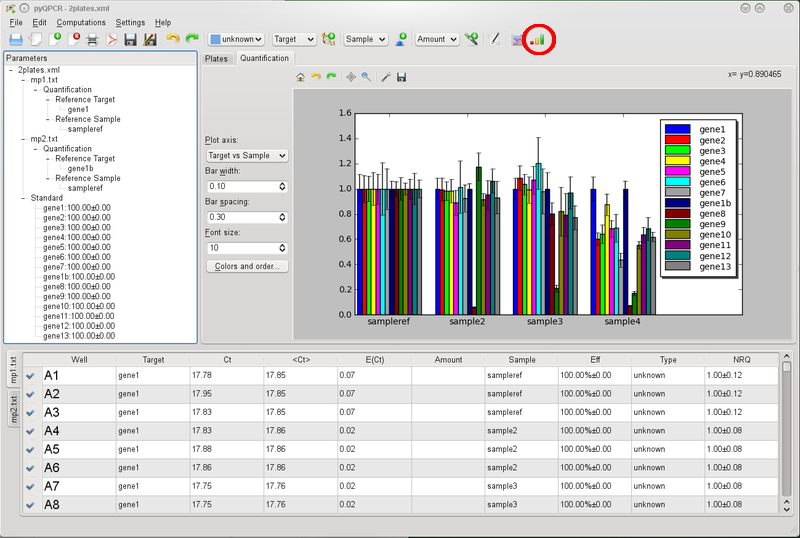 pyQPCR - 2plates.xml
File Edit Computations Settings Help
unknown Target Sample Amount
Parameters
2plates.xml
mp1.txt
Quantification
Reference Target
gene1
Reference Sample
sampleref
mp2.txt
Quantification
Reference Target
gene1b
Reference Sample
sampleref
Standard
gene1:100.00±0.00
gene2:100.00±0.00
gene3:100.00±0.00
gene4:100.00±0.00
gene5:100.00±0.00
gene6:100.00±0.00
gene7:100.00±0.00
gene1b:100.00±0.00
gene8:100.00±0.00
gene9:100.00±0.00
gene10:100.00±0.00
gene11:100.00±0.00
gene12:100.00±0.00
gene13:100.00±0.00
Plates Quantification
Plot axis:
Target vs Sample
Bar width:
0.10
Bar spacing:
0.30
Font size:
10
Colors and order...
x= y=0.890465
1.6
1.4
1.2
1.0
0.8
0.6
0.4
0.2
0.0
sampleref sample2 sample3 sample4
gene1
gene2
gene3
gene4
gene5
gene6
gene7
gene1b
gene8
gene9
gene10
gene11
gene12
gene13
mp1.txt
mp2.txt
Well Target Ct <Ct> E(Ct) Amount Sample Eff Type NRQ
A1 gene1 17.78 17.85 0.07 sampleref 100.00%±0.00 unknown 1.00±0.12
A2 gene1 17.95 17.85 0.07 sampleref 100.00%±0.00 unknown 1.00±0.12
A3 gene1 17.83 17.85 0.07 sampleref 100.00%±0.00 unknown 1.00±0.12
A4 gene1 17.83 17.86 0.02 sample2 100.00%±0.00 unknown 1.00±0.08
A5 gene1 17.88 17.86 0.02 sample2 100.00%±0.00 unknown 1.00±0.08
A6 gene1 17.86 17.86 0.02 sample2 100.00%±0.00 unknown 1.00±0.08
A7 gene1 17.75 17.76 0.02 sample3 100.00%±0.00 unknown 1.00±0.08
A8 gene1 17.75 17.76 0.02 sample3 100.00%±0.00 unknown 1.00±0.08